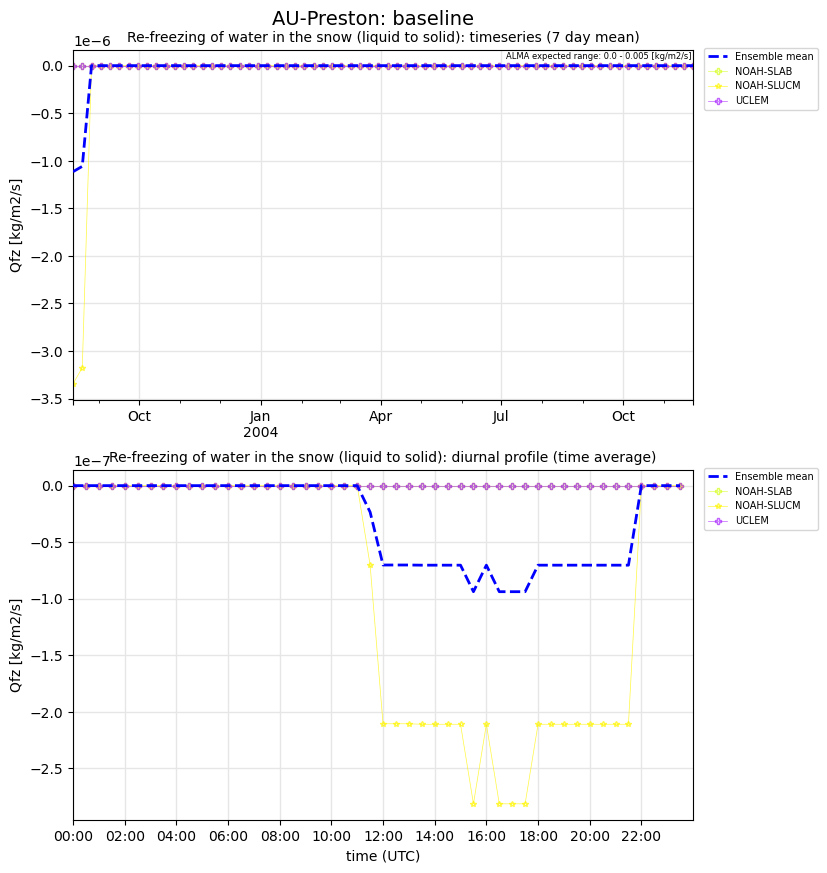 AU-Preston: baseline
Re-freezing of water in the snow (liquid to solid): timeseries (7 day mean)
1e−6
ALMA expected range: 0.0 - 0.005 [kg/m2/s]
Ensemble mean
NOAH-SLAB
NOAH-SLUCM
UCLEM
0.0
−0.5
−1.0
−1.5
−2.0
−2.5
−3.0
−3.5
Qfz [kg/m2/s]
Oct
Jan
2004
Apr
Jul
Oct
Re-freezing of water in the snow (liquid to solid): diurnal profile (time average)
1e−7
Ensemble mean
NOAH-SLAB
NOAH-SLUCM
UCLEM
0.0
−0.5
−1.0
−1.5
−2.0
−2.5
Qfz [kg/m2/s]
00:00
02:00
04:00
06:00
08:00
10:00
12:00
14:00
16:00
18:00
20:00
22:00
time (UTC)